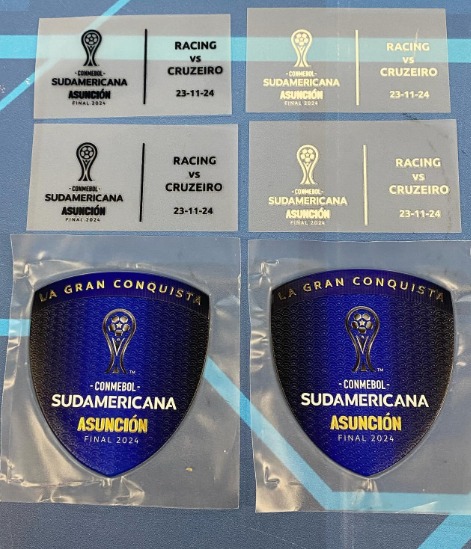 CONMEBOL
SUDAMERICANA
ASUNCIÓN
FINAL 2024
RACING
vs
CRUZEIRO
23-11-24
CONMEBOL
SUDAMERICANA
ASUNCIÓN
FINAL 2024
RACING
vs
CRUZEIRO
23-11-24
-CONMEBOL-
SUDAMERICANA
ASUNCIÓN
FINAL 2024
RACING
vs
CRUZEIRO
23-11-24
-CONMEBOL-
SUDAMERICANA
ASUNCIÓN
FINAL 2024
RACING
vs
CRUZEIRO
23-11-24
LA GRAN CONQUISTA
TM
-CONMEBOL-
SUDAMERICANA
ASUNCIÓN
FINAL 2024
LA GRAN CONQUISTA
TM
-CONMEBOL-
SUDAMERICANA
ASUNCIÓN
FINAL 2024